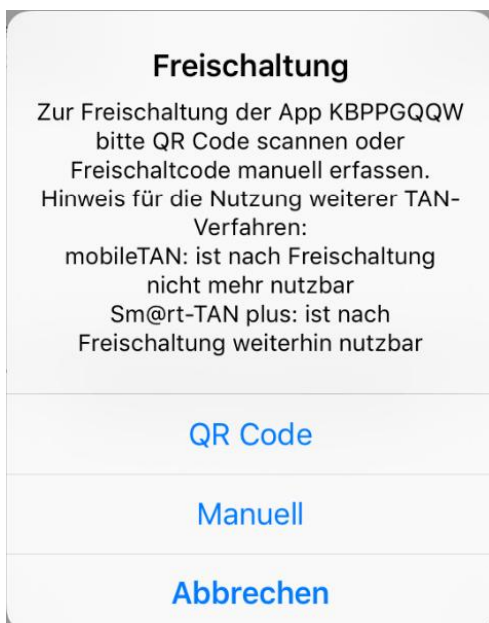 Freischaltung
Zur Freischaltung der App KBPPGQQW
bitte QR Code scannen oder
Freischaltcode manuell erfassen.
Hinweis für die Nutzung weiterer TAN-
Verfahren:
mobileTAN: ist nach Freischaltung
nicht mehr nutzbar
Sm@rt-TAN plus: ist nach
Freischaltung weiterhin nutzbar
QR Code
Manuell
Abbrechen